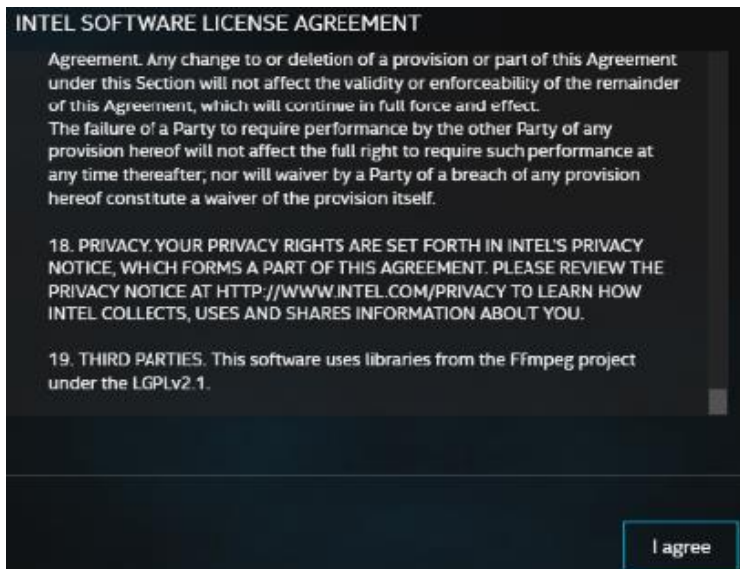 INTEL SOFTWARE LICENSE AGREEMENT
Agreement. Any change to or deletion of a provision or part of this Agreement
under this Section will not affect the validity or enforceability of the remainder
of this Agreement, which will continue in full force and effect.
The failure of a Party to require performance by the other Party of any
provision hereof will not affect the full right to require such performance at
any time thereafter; nor will waiver by a Party of a breach of any provision
hereof constitute a waiver of the provision itself.
18. PRIVACY. YOUR PRIVACY RIGHTS ARE SET FORTH IN INTEL'S PRIVACY
NOTICE, WHICH FORMS A PART OF THIS AGREEMENT. PLEASE REVIEW THE
PRIVACY NOTICE AT HTTP://WWW.INTEL.COM/PRIVACY TO LEARN HOW
INTEL COLLECTS, USES AND SHARES INFORMATION ABOUT YOU.
19. THIRD PARTIES. This software uses libraries from the FFmpeg project
under the LGPLv2.1.
I agree